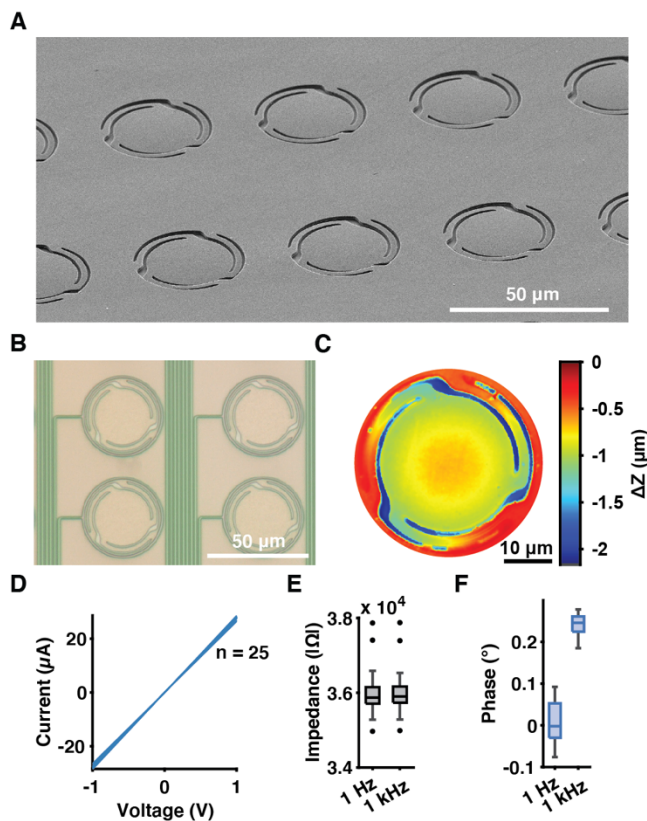 A
50 µm
B
50 µm
C
10 µm
0
-0.5
-1
-1.5
-2
ΔZ (µm)
D
20
0
-20
Current (µA)
n = 25
-1
0
1
Voltage (V)
E
x 10⁴
3.8
3.6
3.4
Impedance (IΩI)
1 Hz
1 kHz
F
0.2
0.1
0
-0.1
Phase (°)
1 Hz
1 kHz